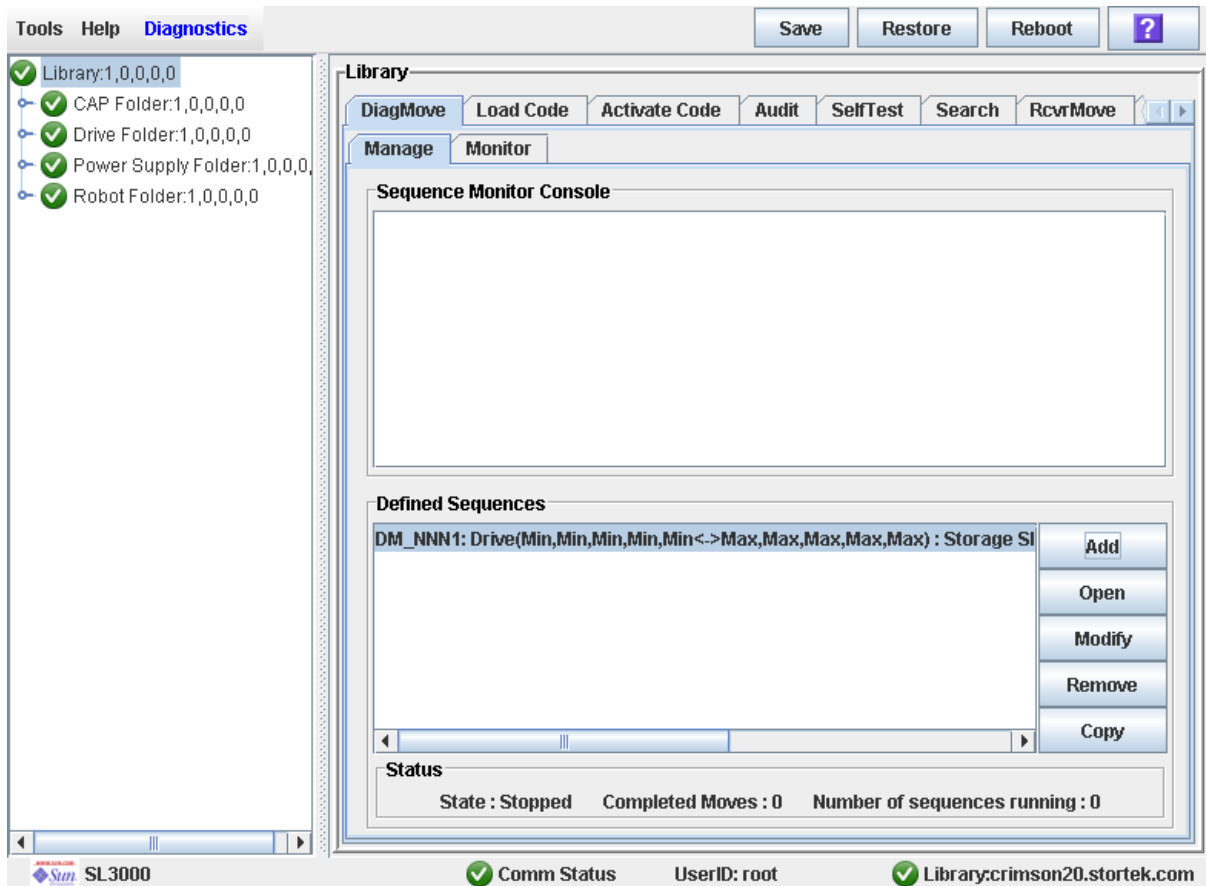 Tools Help Diagnostics Save Restore Reboot ?
Library:1,0,0,0,0
CAP Folder:1,0,0,0,0
Drive Folder:1,0,0,0,0
Power Supply Folder:1,0,0,0,
Robot Folder:1,0,0,0,0
Library
DiagMove Load Code Activate Code Audit SelfTest Search RcvrMove
Manage Monitor
Sequence Monitor Console
Defined Sequences
DM_NNN1: Drive(Min,Min,Min,Min,Min<->Max,Max,Max,Max,Max) : Storage Sl
Add
Open
Modify
Remove
Copy
Status
State : Stopped Completed Moves : 0 Number of sequences running : 0
Sun SL3000 Comm Status UserID: root Library:crimson20.stortek.com